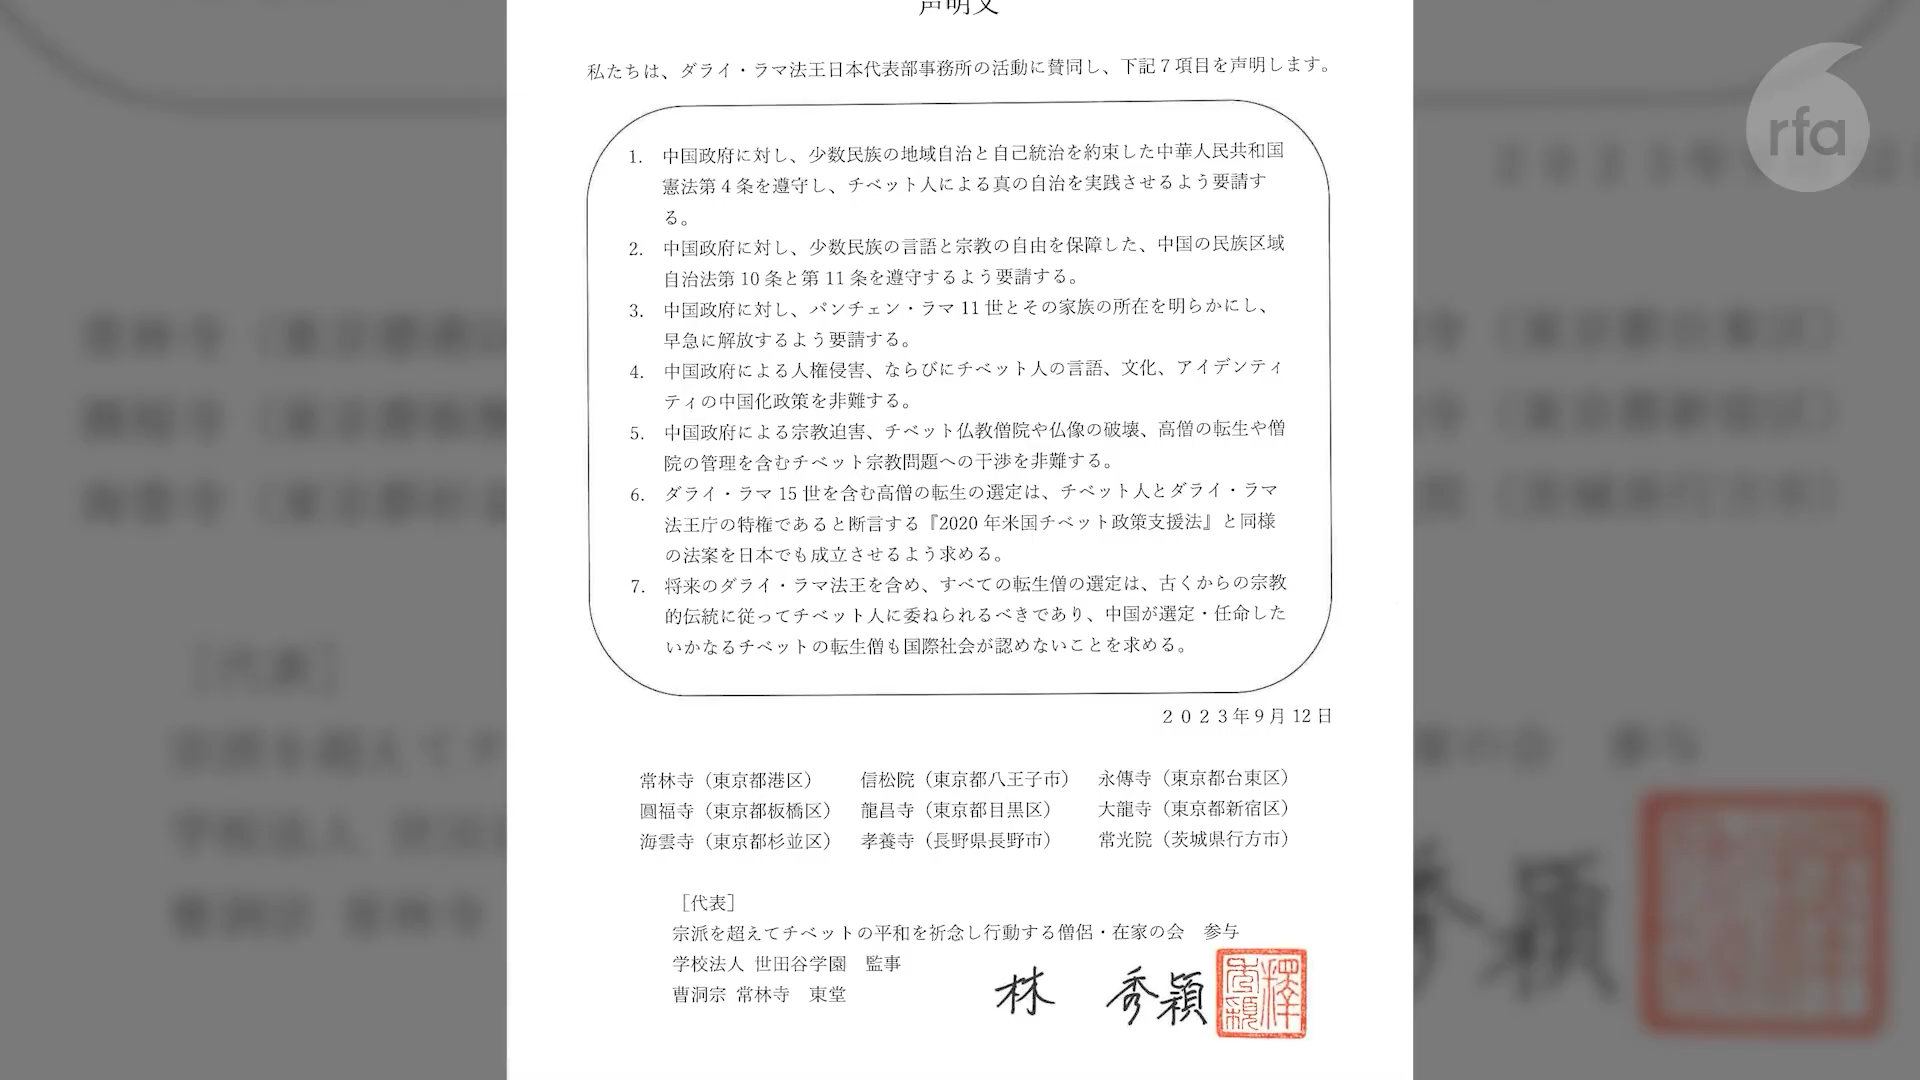 声明文
私たちは、ダライ・ラマ法王日本代表部事務所の活動に賛同し、下記７項目を声明します。
rfa
1. 中国政府に対し、少数民族の地域自治と自己統治を約束した中華人民共和国
憲法第４条を遵守し、チベット人による真の自治を実践させるよう要請す
る。
2. 中国政府に対し、少数民族の言語と宗教の自由を保障した、中国の民族区域
自治法第 10 条と第 11 条を遵守するよう要請する。
3. 中国政府に対し、パンチェン・ラマ 11 世とその家族の所在を明らかにし、
早急に解放するよう要請する。
4. 中国政府による人権侵害、ならびにチベット人の言語、文化、アイデンティ
ティの中国化政策を非難する。
5. 中国政府による宗教迫害、チベット仏教僧院や仏像の破壊、高僧の転生や僧
院の管理を含むチベット宗教問題への干渉を非難する。
6. ダライ・ラマ 15 世を含む高僧の転生の選定は、チベット人とダライ・ラマ
法王庁の特権であると断言する『2020 年米国チベット政策支援法』と同様
の法案を日本でも成立させるよう求める。
7. 将来のダライ・ラマ法王を含め、すべての転生僧の選定は、古くからの宗教
的伝統に従ってチベット人に委ねられるべきであり、中国が選定・任命した
いかなるチベットの転生僧も国際社会が認めないことを求める。
２０２３年９月 12 日
常林寺（東京都港区） 信松院（東京都八王子市） 永傳寺（東京都台東区）
圓福寺（東京都板橋区） 龍昌寺（東京都目黒区） 大龍寺（東京都新宿区）
海雲寺（東京都杉並区） 孝養寺（長野県長野市） 常光院（茨城県行方市）
［代表］
宗派を超えてチベットの平和を祈念し行動する僧侶・在家の会　参与
学校法人 世田谷学園　監事
曹洞宗 常林寺　東堂
林　秀穎